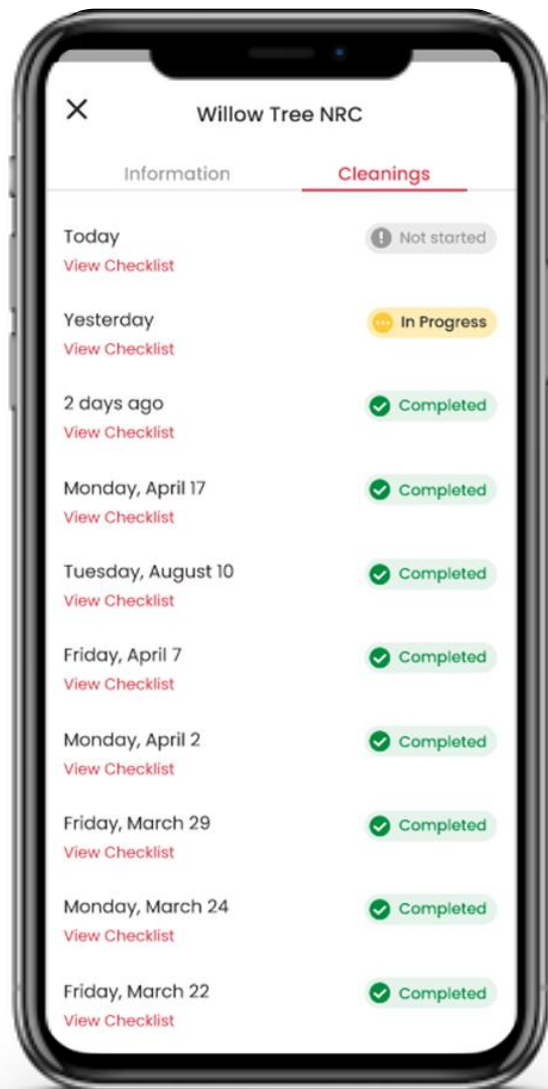 Willow Tree NRC
Information Cleanings
Today Not started
View Checklist
Yesterday In Progress
View Checklist
2 days ago Completed
View Checklist
Monday, April 17 Completed
View Checklist
Tuesday, August 10 Completed
View Checklist
Friday, April 7 Completed
View Checklist
Monday, April 2 Completed
View Checklist
Friday, March 29 Completed
View Checklist
Monday, March 24 Completed
View Checklist
Friday, March 22 Completed
View Checklist